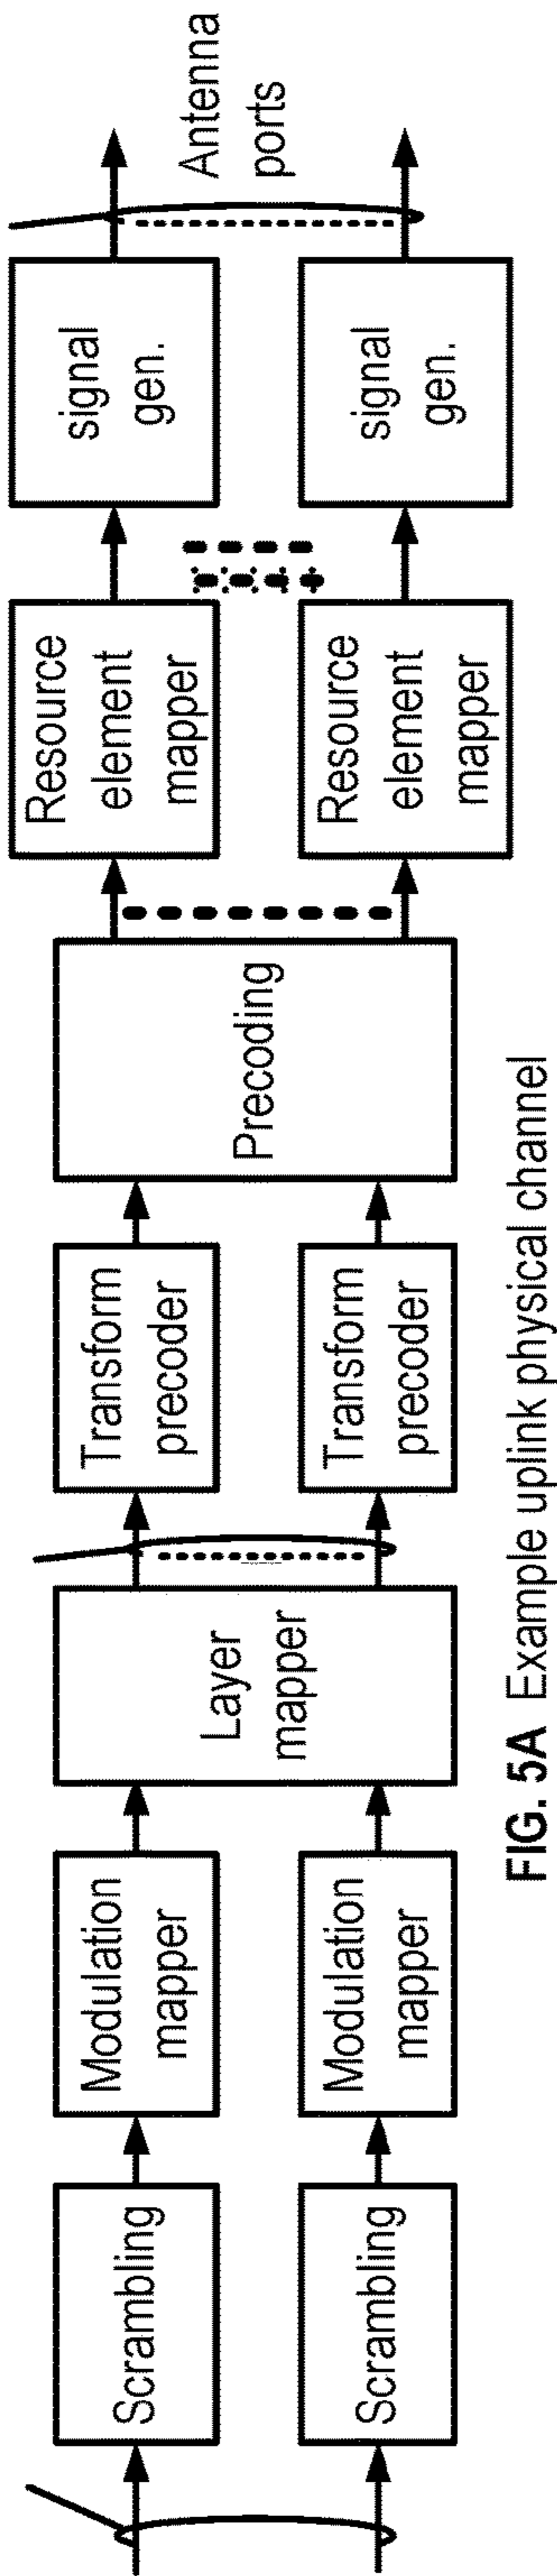 Scrambling
Modulation
mapper
Layer
mapper
Transform
precoder
Precoding
Resource
element
mapper
signal
gen.
Antenna
ports
Scrambling
Modulation
mapper
Transform
precoder
Resource
element
mapper
signal
gen.
FIG. 5A Example uplink physical channel